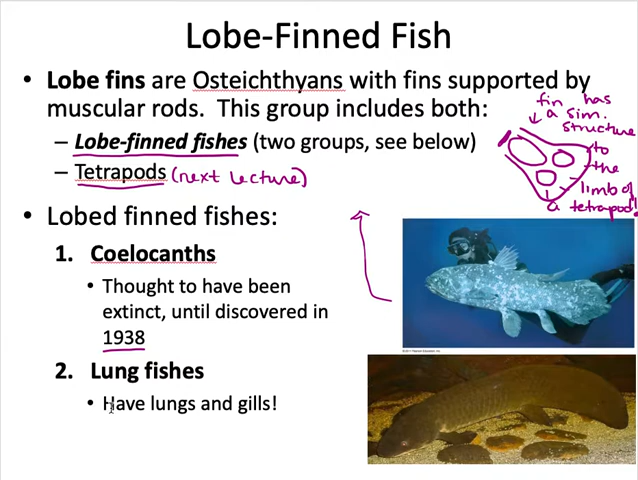 Lobe-Finned Fish
• Lobe fins are Osteichthyans with fins supported by
muscular rods. This group includes both:
– Lobe-finned fishes (two groups, see below)
– Tetrapods (next lecture)
fin has
a sim.
structure
to
the
limb of
a tetrapod!
• Lobed finned fishes:
1. Coelocanths
• Thought to have been
extinct, until discovered in
1938
2. Lung fishes
• Have lungs and gills!